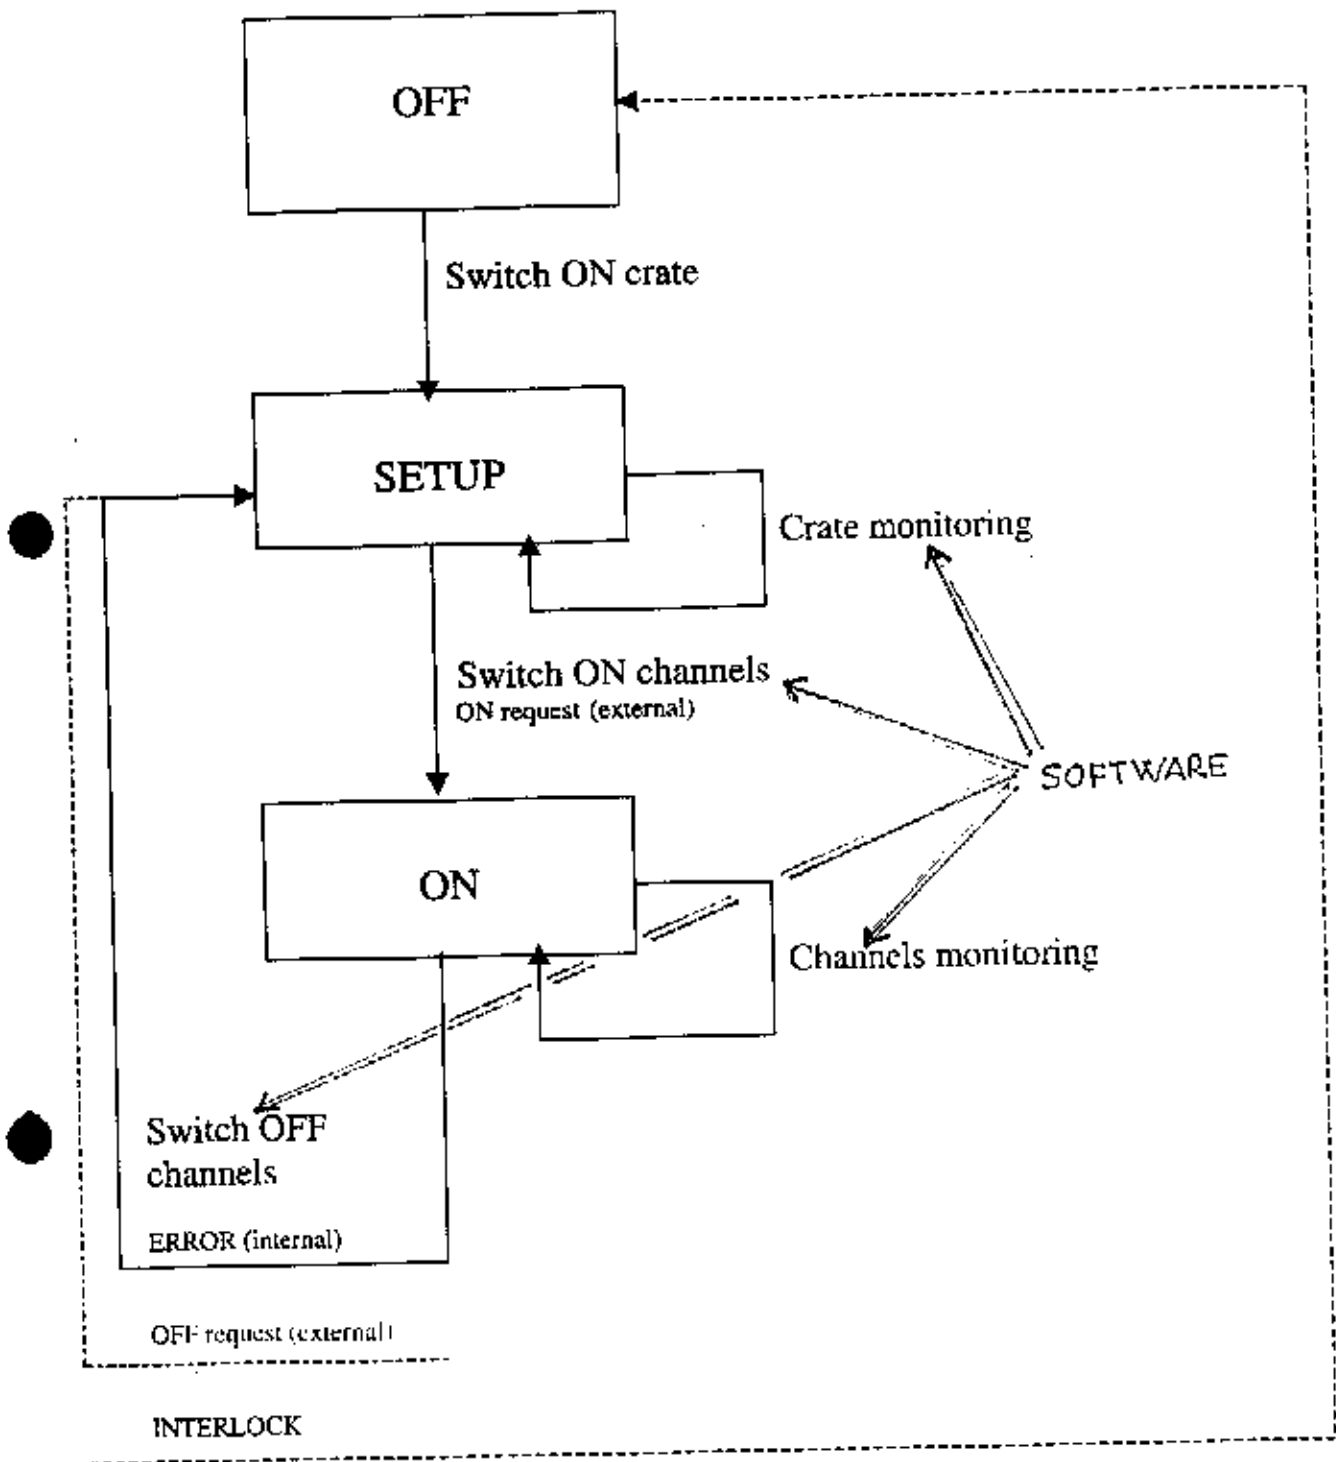 OFF
Switch ON crate
SETUP
Crate monitoring
Switch ON channels
ON request (external)
SOFTWARE
ON
Channels monitoring
Switch OFF
channels
ERROR (internal)
OFF request (external)
INTERLOCK